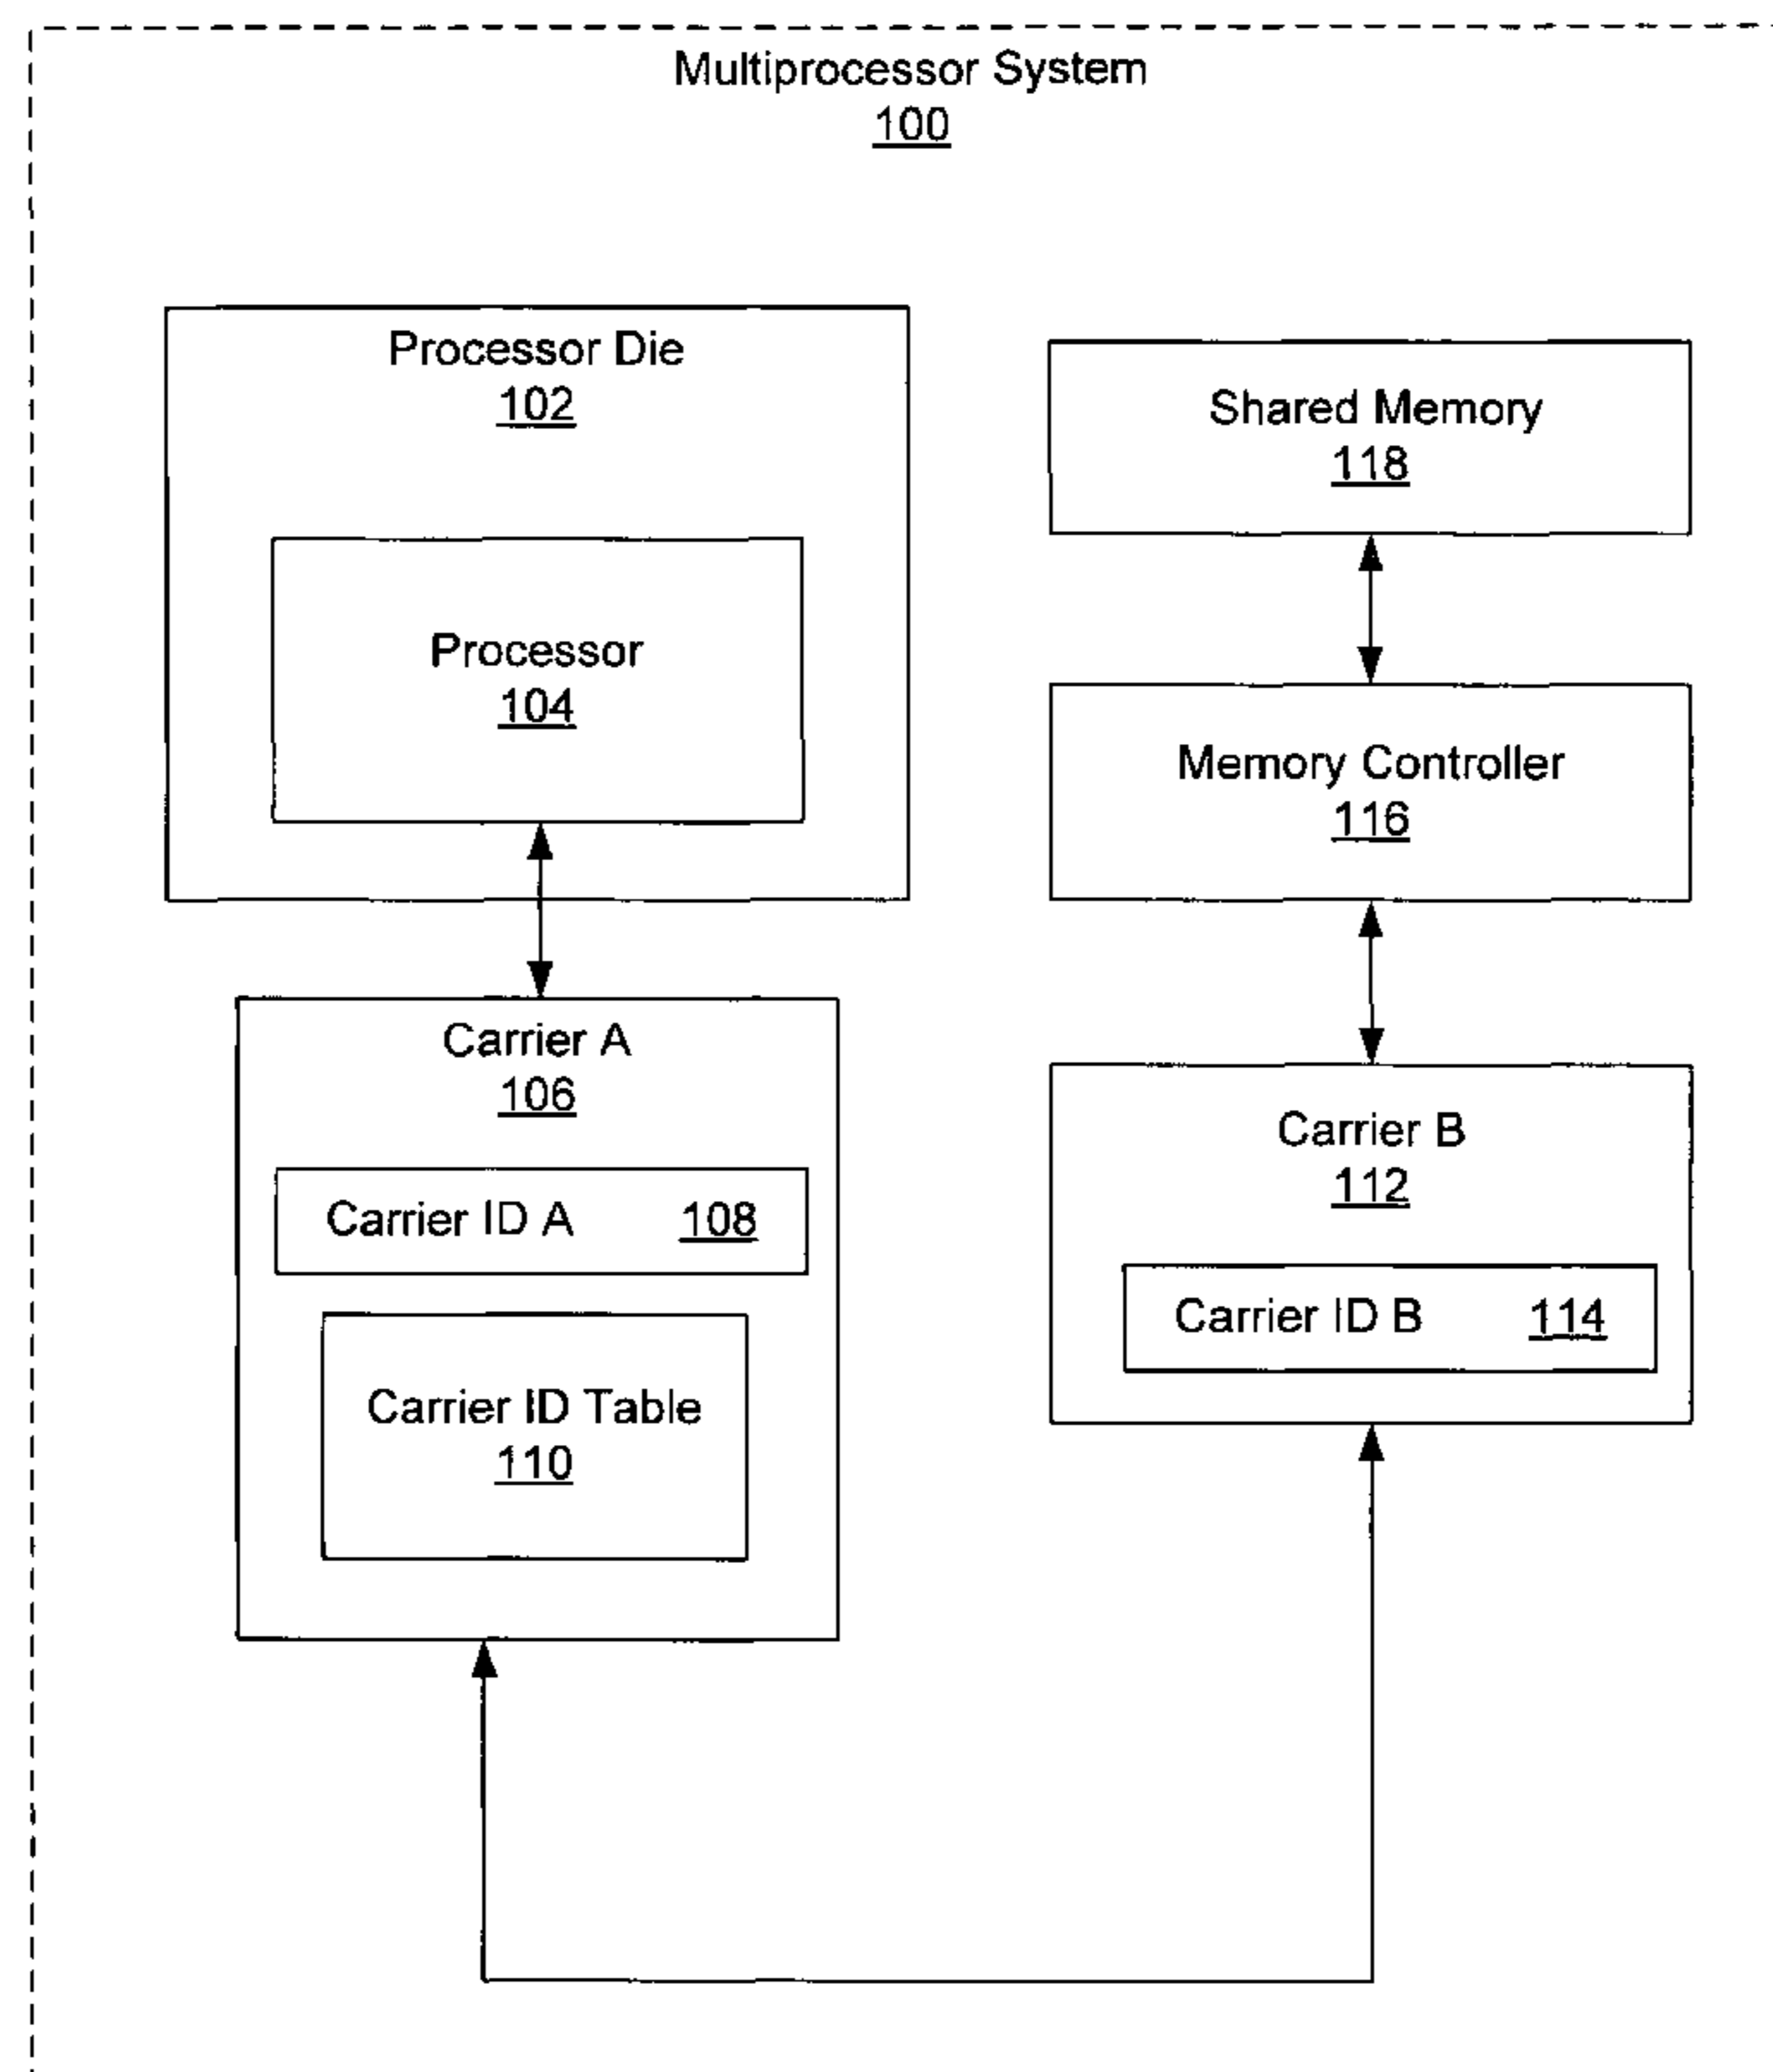 Multiprocessor System
100
Processor Die
102
Processor
104
Carrier A
106
Carrier ID A 108
Carrier ID Table
110
Shared Memory
118
Memory Controller
116
Carrier B
112
Carrier ID B 114